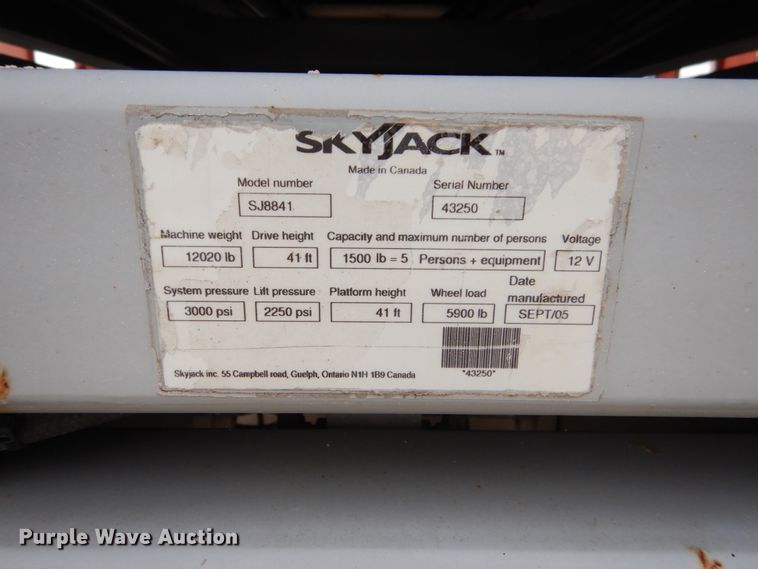 SKYJACK™
Made in Canada
Model number Serial Number
SJ8841 43250
Machine weight Drive height Capacity and maximum number of persons Voltage
12020 lb 41 ft 1500 lb = 5 Persons + equipment 12 V
System pressure Lift pressure Platform height Wheel load Date manufactured
3000 psi 2250 psi 41 ft 5900 lb SEPT/05
Skyjack inc. 55 Campbell road, Guelph, Ontario N1H 1B9 Canada
*43250*
Purple Wave Auction